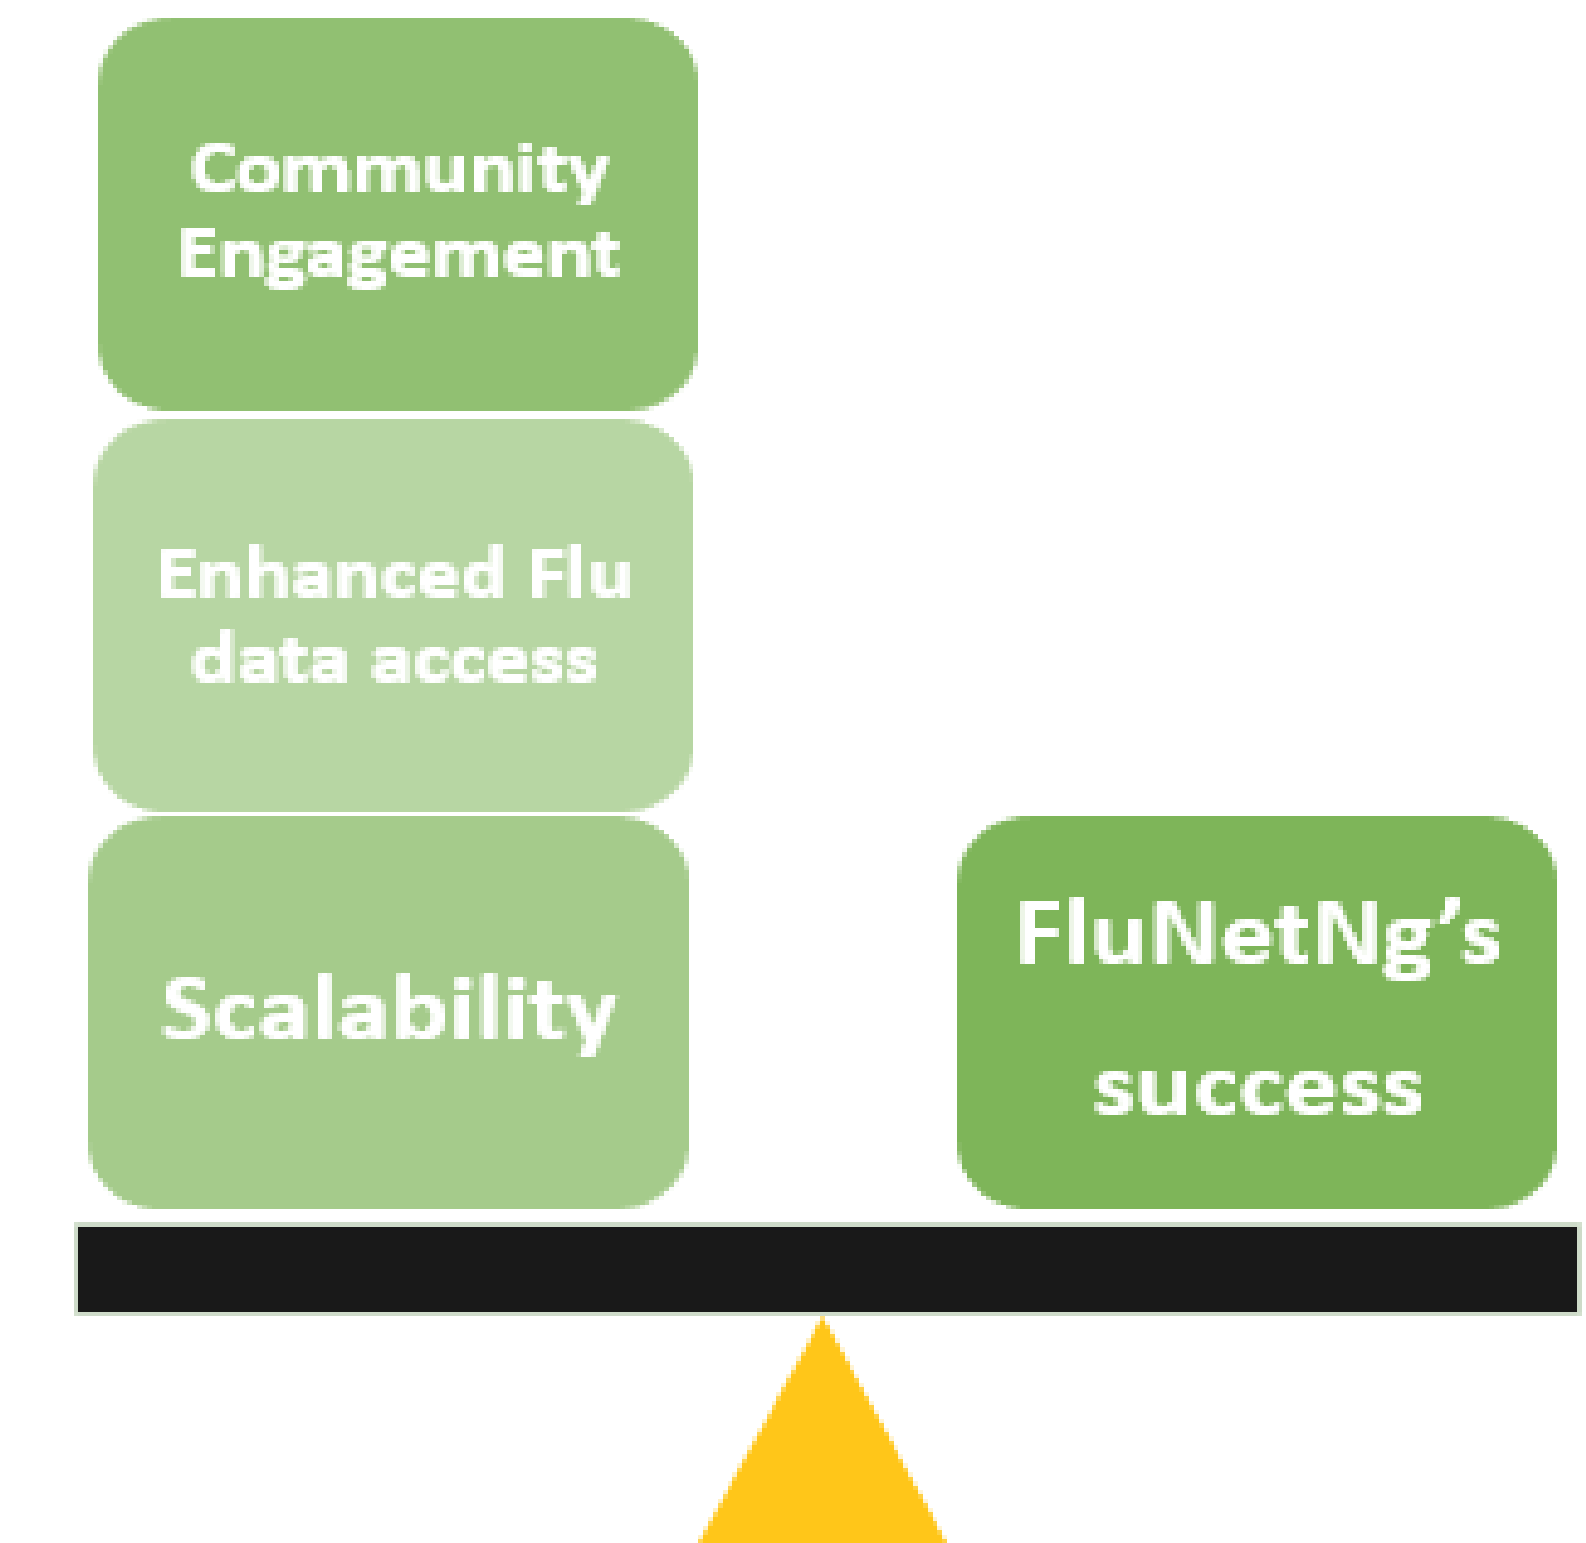 Community
Engagement
Enhanced Flu
data access
Scalability
FluNetNg’s
success